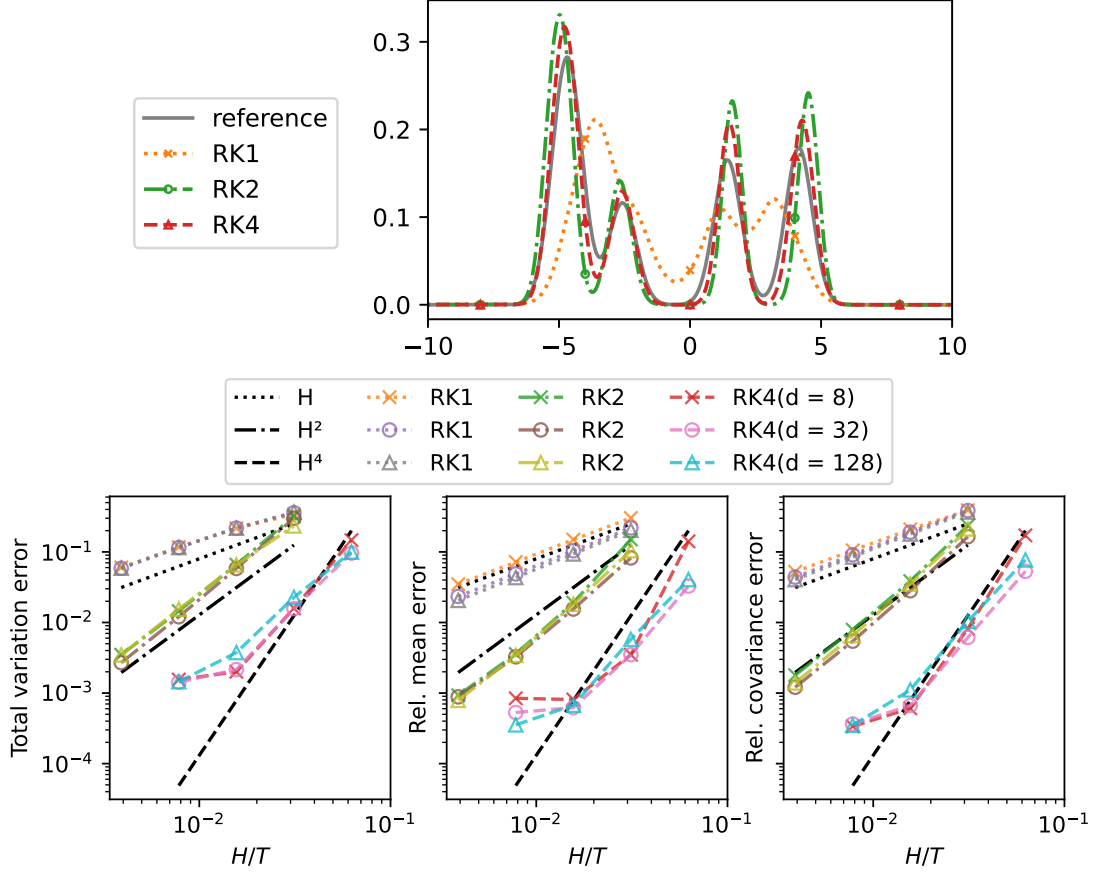 0.3
0.2
0.1
0.0
−10
−5
0
5
10
reference
RK1
RK2
RK4
H
RK1
RK2
RK4(d = 8)
H²
RK1
RK2
RK4(d = 32)
H⁴
RK1
RK2
RK4(d = 128)
Total variation error
10⁻¹
10⁻²
10⁻³
10⁻⁴
10⁻²
10⁻¹
H/T
Rel. mean error
10⁻²
10⁻¹
H/T
Rel. covariance error
10⁻²
10⁻¹
H/T